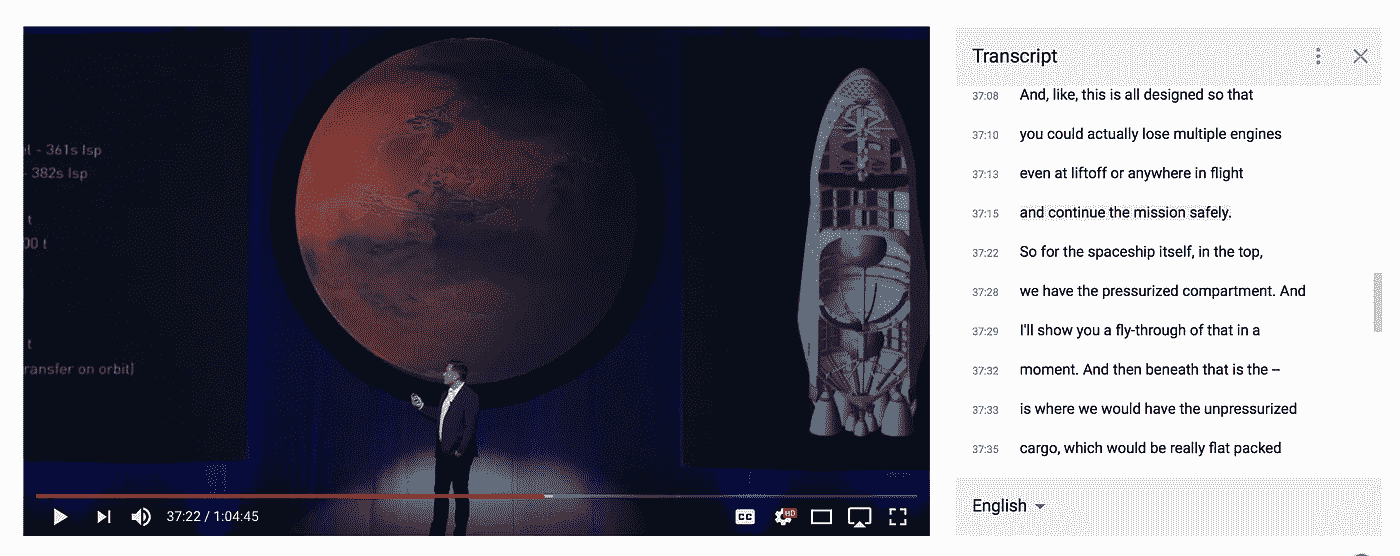 t - 361s Isp
- 382s Isp
t
00 t
t
ransfer on orbit)
37:22 / 1:04:45
CC
HD
Transcript
37:08 And, like, this is all designed so that
37:10 you could actually lose multiple engines
37:13 even at liftoff or anywhere in flight
37:15 and continue the mission safely.
37:22 So for the spaceship itself, in the top,
37:28 we have the pressurized compartment. And
37:29 I'll show you a fly-through of that in a
37:32 moment. And then beneath that is the –
37:33 is where we would have the unpressurized
37:35 cargo, which would be really flat packed
English